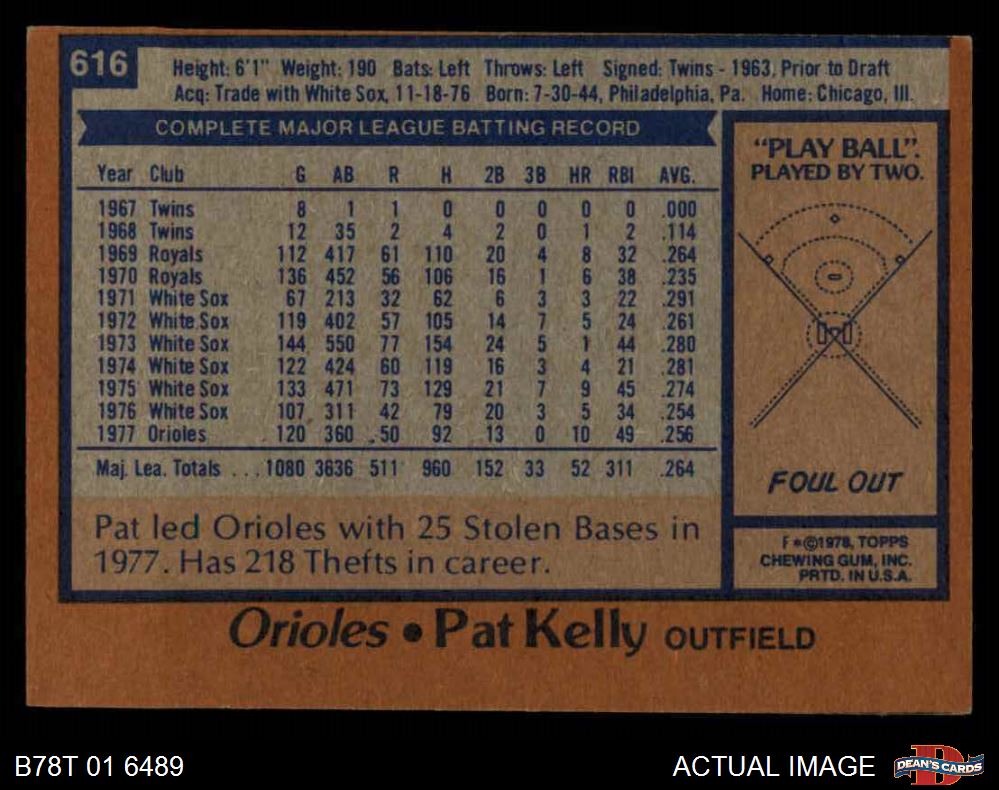 616
Height: 6'1" Weight: 190 Bats: Left Throws: Left Signed: Twins - 1963, Prior to Draft
Acq: Trade with White Sox, 11-18-76 Born: 7-30-44, Philadelphia, Pa. Home: Chicago, Ill.
COMPLETE MAJOR LEAGUE BATTING RECORD
Year Club G AB R H 2B 3B HR RBI AVG.
1967 Twins 8 1 1 0 0 0 0 0 .000
1968 Twins 12 35 2 4 2 0 1 2 .114
1969 Royals 112 417 61 110 20 4 8 32 .264
1970 Royals 136 452 56 106 16 1 6 38 .235
1971 White Sox 67 213 32 62 6 3 3 22 .291
1972 White Sox 119 402 57 105 14 7 5 24 .261
1973 White Sox 144 550 77 154 24 5 1 44 .280
1974 White Sox 122 424 60 119 16 3 4 21 .281
1975 White Sox 133 471 73 129 21 7 9 45 .274
1976 White Sox 107 311 42 79 20 3 5 34 .254
1977 Orioles 120 360 50 92 13 0 10 49 .256
Maj. Lea. Totals ... 1080 3636 511 960 152 33 52 311 .264
Pat led Orioles with 25 Stolen Bases in
1977. Has 218 Thefts in career.
"PLAY BALL".
PLAYED BY TWO.
FOUL OUT
F *©1978, TOPPS
CHEWING GUM, INC.
PRTD. IN U.S.A.
Orioles • Pat Kelly OUTFIELD
B78T 01 6489
ACTUAL IMAGE
DEAN'S CARDS